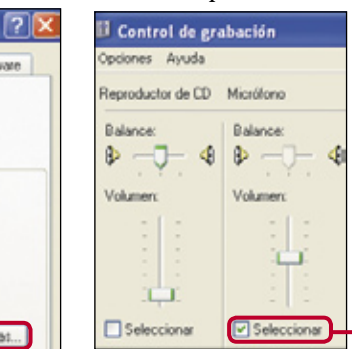 Control de grabación
Opciones Ayuda
Reproductor de CD Micrófono
Balance: Balance:
Volumen: Volumen:
Seleccionar Seleccionar